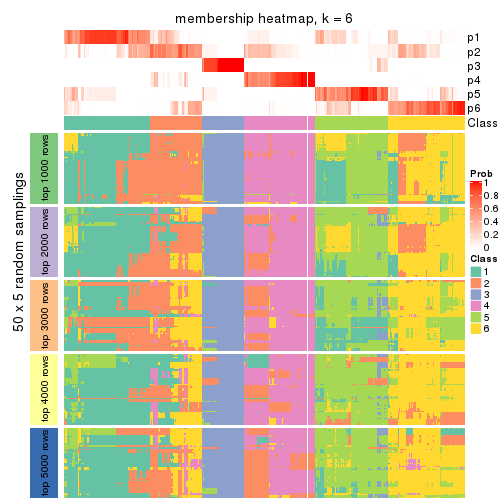 membership heatmap, k = 6
p1
p2
p3
p4
p5
p6
Class
50 x 5 random samplings
top 1000 rows
top 2000 rows
top 3000 rows
top 4000 rows
top 5000 rows
Prob
1
0.8
0.6
0.4
0.2
0
Class
1
2
3
4
5
6